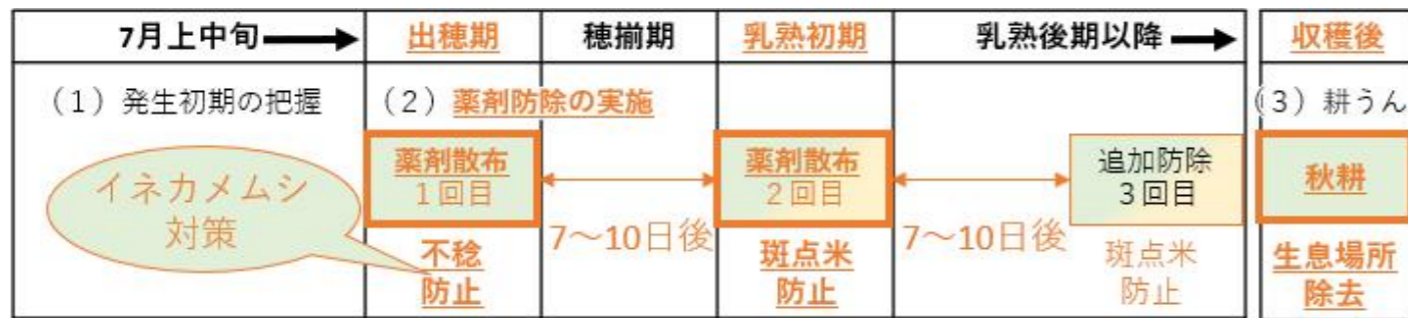 7月上中旬
出穂期
穂揃期
乳熟初期
乳熟後期以降
収穫後
（1）発生初期の把握
（2）薬剤防除の実施
（3）耕うん
イネカメムシ
対策
薬剤散布
1回目
不稔
防止
7～10日後
薬剤散布
2回目
斑点米
防止
7～10日後
追加防除
3回目
斑点米
防止
秋耕
生息場所
除去